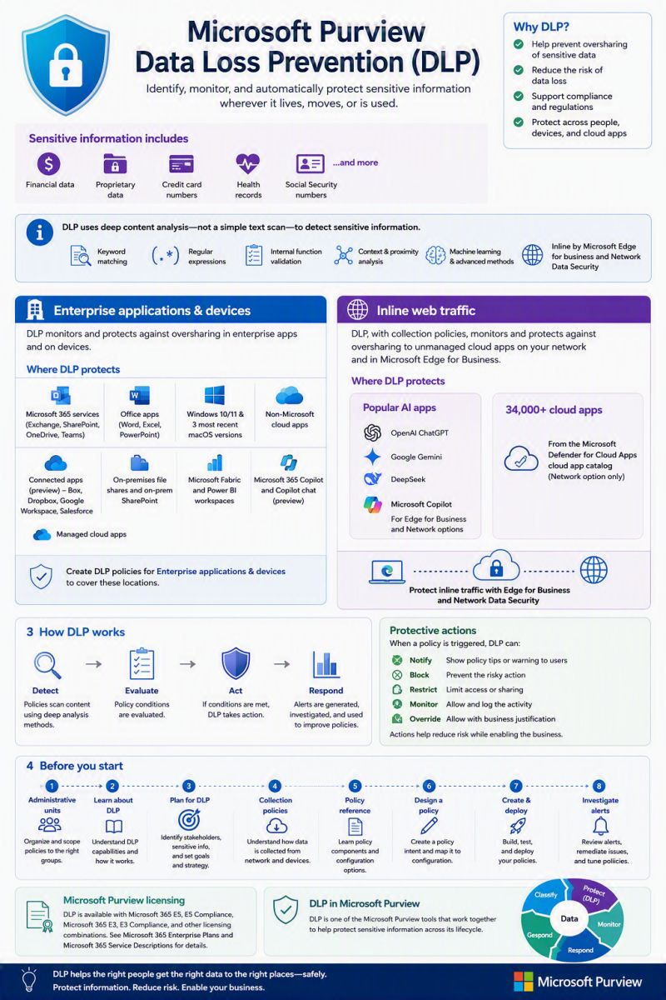 Microsoft Purview
Data Loss Prevention (DLP)
Identify, monitor, and automatically protect sensitive information
wherever it lives, moves, or is used.
Why DLP?
Help prevent oversharing
of sensitive data
Reduce the risk of
data loss
Support compliance
and regulations
Protect across people,
devices, and cloud apps
Sensitive information includes
Financial data
Proprietary
data
Credit card
numbers
Health
records
Social Security
numbers
...and more
DLP uses deep content analysis—not a simple text scan—to detect sensitive information.
Keyword
matching
(.*)
Regular
expressions
Internal function
validation
Context & proximity
analysis
Machine learning
& advanced methods
Inline by Microsoft Edge
for business and Network
Data Security
Enterprise applications & devices
DLP monitors and protects against oversharing in enterprise apps
and on devices.
Where DLP protects
Microsoft 365 services
(Exchange, SharePoint,
OneDrive, Teams)
Office apps
(Word, Excel,
PowerPoint)
Windows 10/11 &
3 most recent
macOS versions
Non-Microsoft
cloud apps
Connected apps
(preview) – Box,
Dropbox, Google
Workspace, Salesforce
On-premises file
shares and on-prem
SharePoint
Microsoft Fabric
and Power BI
workspaces
Microsoft 365 Copilot
and Copilot chat
(preview)
Managed cloud apps
Create DLP policies for Enterprise applications & devices
to cover these locations.
Inline web traffic
DLP, with collection policies, monitors and protects against
oversharing to unmanaged cloud apps on your network
and in Microsoft Edge for Business.
Where DLP protects
Popular AI apps
OpenAI ChatGPT
Google Gemini
DeepSeek
Microsoft Copilot
For Edge for Business
and Network options
34,000+ cloud apps
From the Microsoft
Defender for Cloud Apps
cloud app catalog
(Network option only)
Protect inline traffic with Edge for Business
and Network Data Security
3 How DLP works
Detect
Policies scan content
using deep analysis
methods.
Evaluate
Policy conditions
are evaluated.
Act
If conditions are met,
DLP takes action.
Respond
Alerts are generated,
investigated, and used
to improve policies.
Protective actions
When a policy is triggered, DLP can:
Notify Show policy tips or warning to users
Block Prevent the risky action
Restrict Limit access or sharing
Monitor Allow and log the activity
Override Allow with business justification
Actions help reduce risk while enabling the business.
4 Before you start
1
Administrative
units
Organize and scope
policies to the right
groups.
2
Learn about
DLP
Understand DLP
capabilities and
how it works.
3
Plan for DLP
Identify stakeholders,
sensitive info,
and set goals
and strategy.
4
Collection
policies
Understand how data
is collected from
network and devices.
5
Policy
reference
Learn policy
components and
configuration
options.
6
Design a
policy
Create a policy
intent and map it to
configuration.
7
Create &
deploy
Build, test,
and deploy
your policies.
8
Investigate
alerts
Review alerts,
remediate issues,
and tune poliicies.
Microsoft Purview licensing
DLP is available with Microsoft 365 E5, E5 Compliance,
Microsoft 365 E3, E3 Compliance, and other licensing
combinations. See Microsoft 365 Enterprise Plans and
Microsoft 365 Service Descriptions for details.
DLP in Microsoft Purview
DLP is one of the Microsoft Purview tools that work together
to help protect sensitive information across its lifecycle.
Classify
Protect
(DLP)
Data
Monitor
Gespond
Respond
DLP helps the right people get the right data to the right places—safely.
Protect information. Reduce risk. Enable your business.
Microsoft Purview